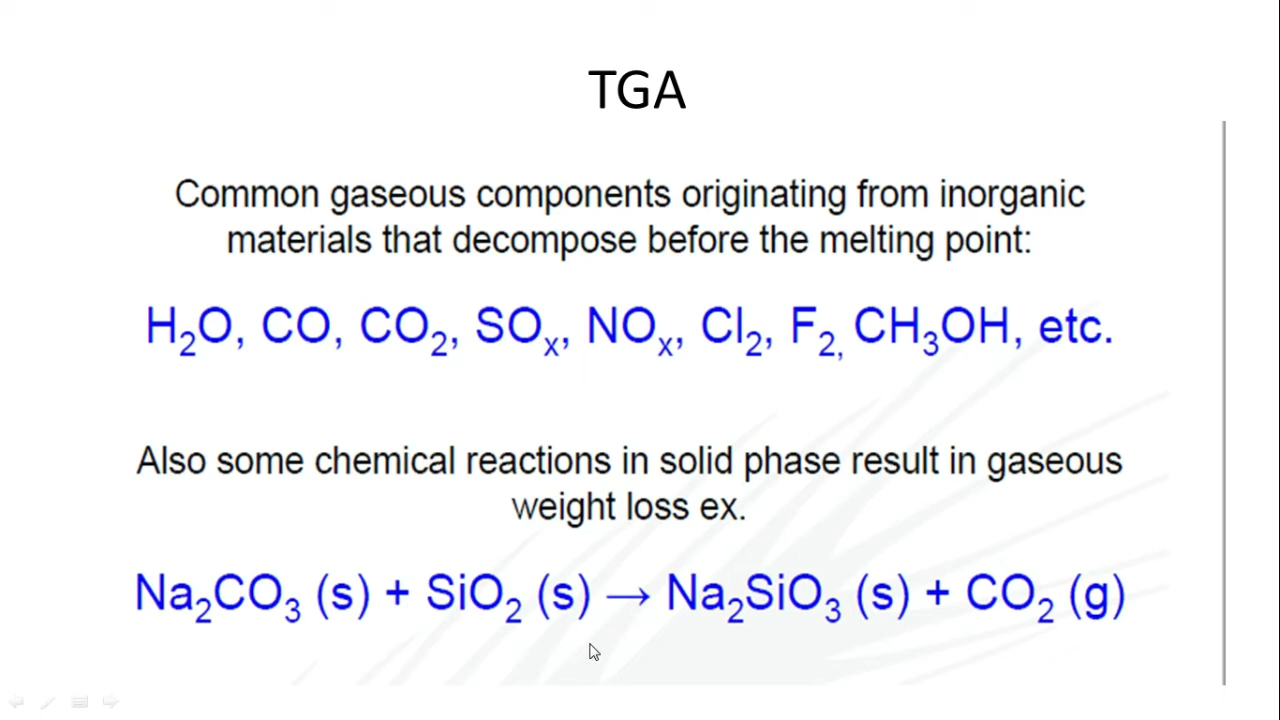 TGA
Common gaseous components originating from inorganic
materials that decompose before the melting point:
H₂O, CO, CO₂, SOₓ, NOₓ, Cl₂, F₂, CH₃OH, etc.
Also some chemical reactions in solid phase result in gaseous
weight loss ex.
Na₂CO₃ (s) + SiO₂ (s) → Na₂SiO₃ (s) + CO₂ (g)